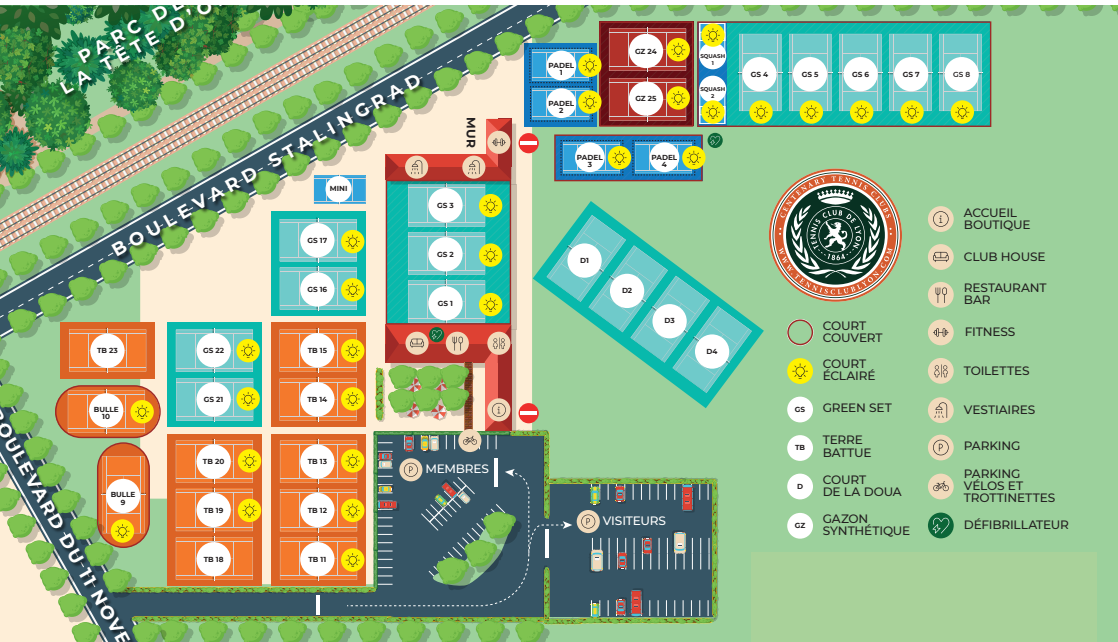 PARC DE
LA TÊTE D'O
BOULEVARD STALINGRAD
BOULEVARD DU 11 NOVE
MUR
PADEL
1
PADEL
2
GZ 24
GZ 25
SQUASH
1
SQUASH
2
GS 4
GS 5
GS 6
GS 7
GS 8
PADEL
3
PADEL
4
MINI
GS 3
GS 2
GS 1
GS 17
GS 16
D1
D2
D3
D4
TB 23
GS 22
TB 15
GS 21
TB 14
BULLE
10
BULLE
9
TB 20
TB 13
TB 19
TB 12
TB 18
TB 11
P
MEMBRES
P
VISITEURS
i
CENTENARY TENNIS CLUBS
TENNIS CLUB DE LYON
1864
WWW.TENNISCLUBLYON.COM
COURT
COUVERT
COURT
ÉCLAIRÉ
GS
GREEN SET
TB
TERRE
BATTUE
D
COURT
DE LA DOUA
GZ
GAZON
SYNTHÉTIQUE
i
ACCUEIL
BOUTIQUE
CLUB HOUSE
RESTAURANT
BAR
FITNESS
TOILETTES
VESTIAIRES
P
PARKING
PARKING
VÉLOS ET
TROTTINETTES
DÉFIBRILLATEUR